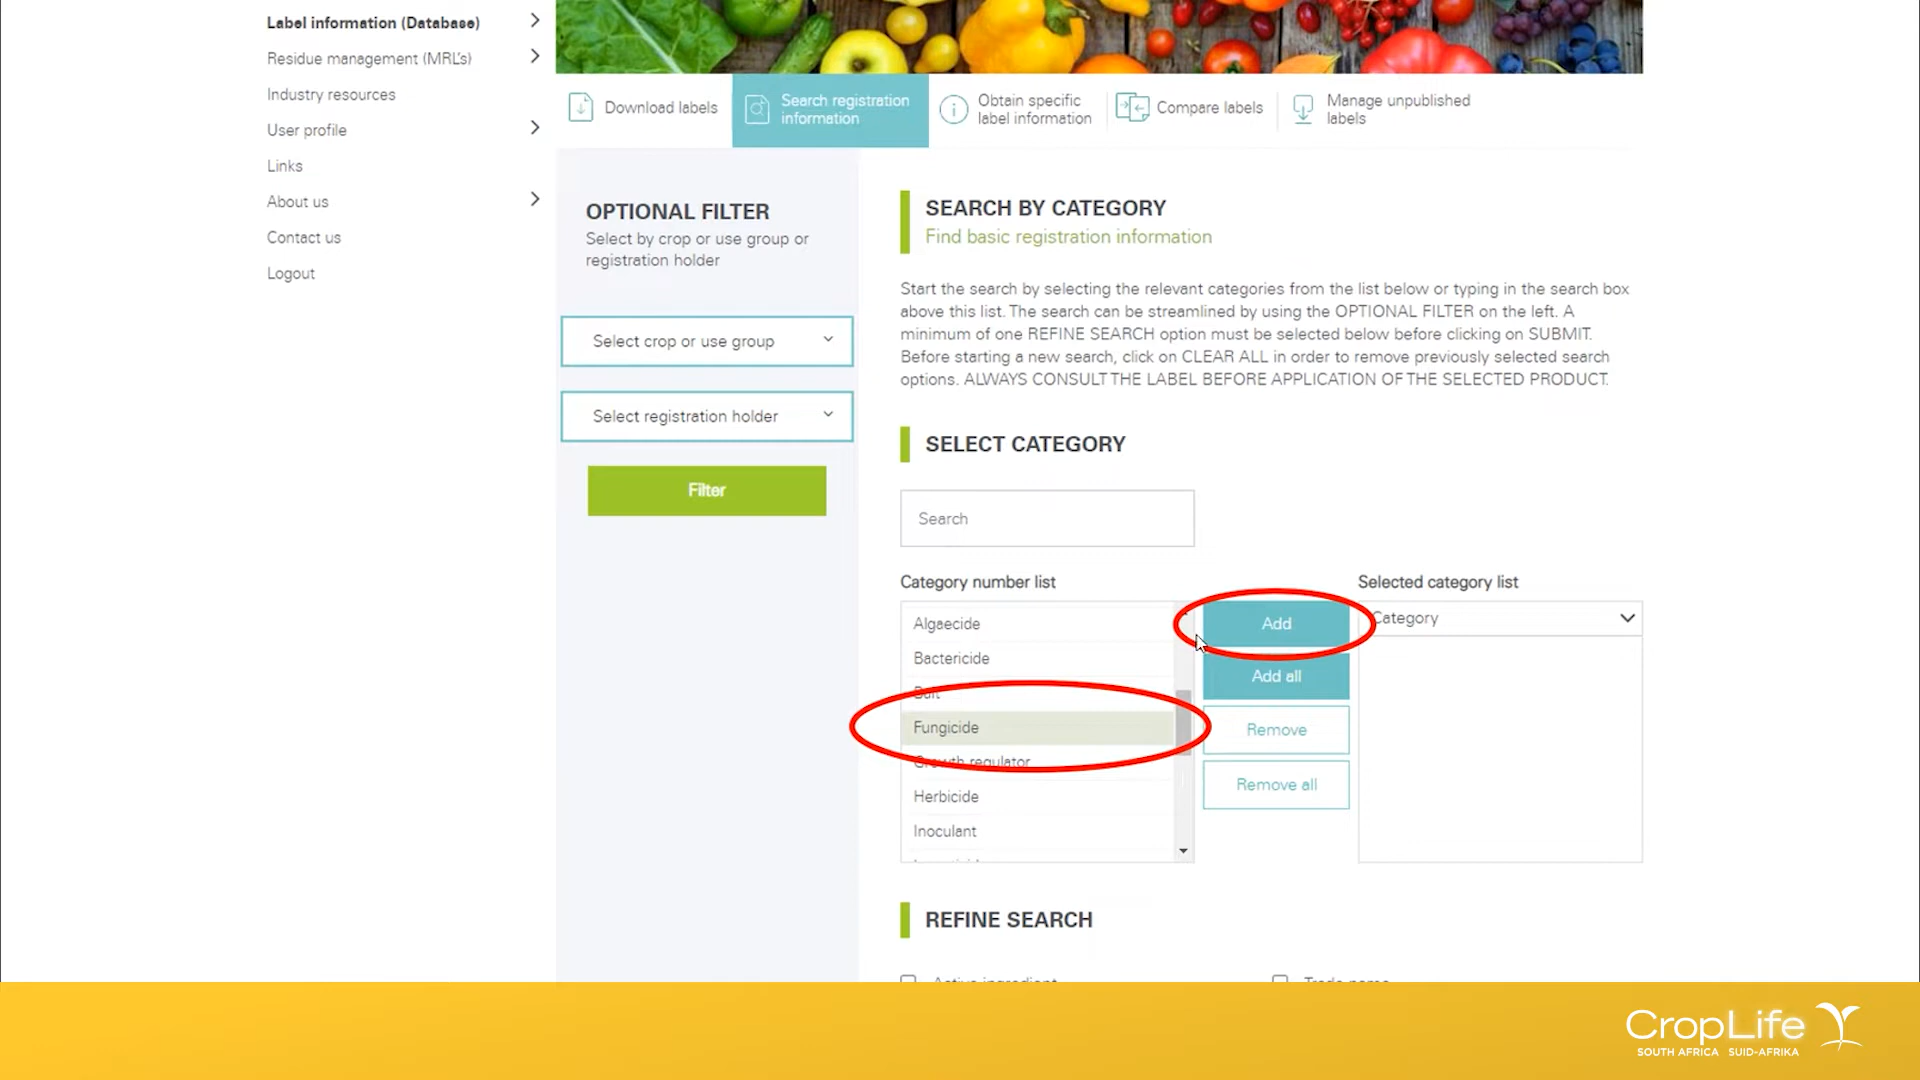 Label information (Database)
Residue management (MRL's)
Industry resources
User profile
Links
About us
Contact us
Logout
Download labels
Search registration
information
Obtain specific
label information
Compare labels
Manage unpublished
labels
OPTIONAL FILTER
Select by crop or use group or
registration holder
Select crop or use group
Select registration holder
Filter
SEARCH BY CATEGORY
Find basic registration information
Start the search by selecting the relevant categories from the list below or typing in the search box
above this list. The search can be streamlined by using the OPTIONAL FILTER on the left. A
minimum of one REFINE SEARCH option must be selected below before clicking on SUBMIT.
Before starting a new search, click on CLEAR ALL in order to remove previously selected search
options. ALWAYS CONSULT THE LABEL BEFORE APPLICATION OF THE SELECTED PRODUCT.
SELECT CATEGORY
Search
Category number list
Algaecide
Bactericide
Bait
Fungicide
Growth regulator
Herbicide
Inoculant
Add
Add all
Remove
Remove all
Selected category list
Category
REFINE SEARCH
Active ingredient
Trade name
CropLife
SOUTH AFRICA SUID-AFRIKA